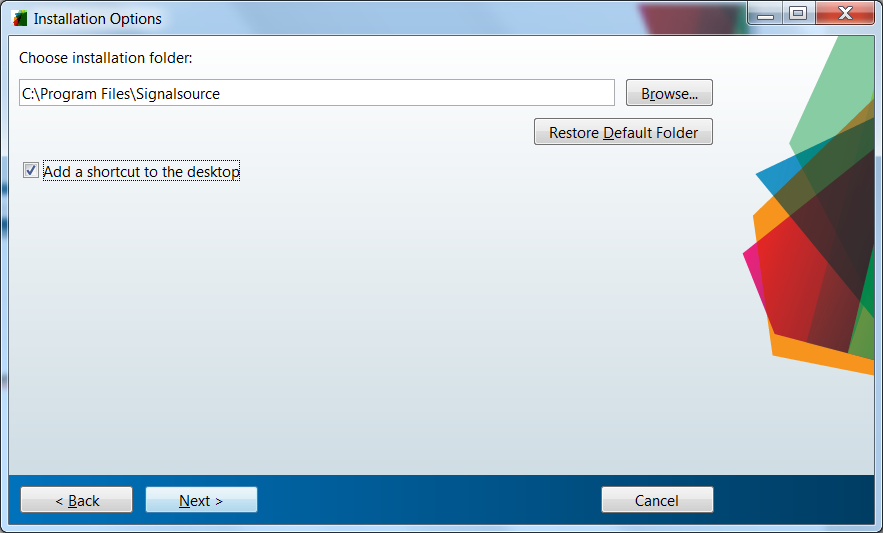 Installation Options
Choose installation folder:
C:\Program Files\Signalsource
Browse...
Restore Default Folder
Add a shortcut to the desktop
< Back
Next >
Cancel